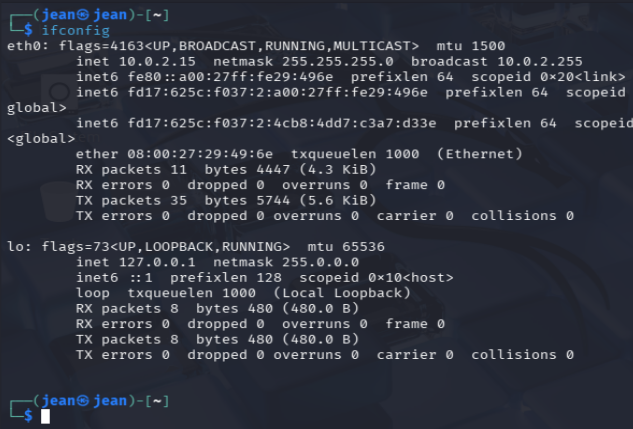 ┌──(jean㉿jean)-[~]
└─$ ifconfig
eth0: flags=4163<UP,BROADCAST,RUNNING,MULTICAST>  mtu 1500
        inet 10.0.2.15  netmask 255.255.255.0  broadcast 10.0.2.255
        inet6 fe80::a00:27ff:fe29:496e  prefixlen 64  scopeid 0×20<link>
        inet6 fd17:625c:f037:2:a00:27ff:fe29:496e  prefixlen 64  scopeid
global>
        inet6 fd17:625c:f037:2:4cb8:4dd7:c3a7:d33e  prefixlen 64  scopeid
<global>
        ether 08:00:27:29:49:6e  txqueuelen 1000  (Ethernet)
        RX packets 11  bytes 4447 (4.3 KiB)
        RX errors 0  dropped 0  overruns 0  frame 0
        TX packets 35  bytes 5744 (5.6 KiB)
        TX errors 0  dropped 0 overruns 0  carrier 0  collisions 0
lo: flags=73<UP,LOOPBACK,RUNNING>  mtu 65536
        inet 127.0.0.1  netmask 255.0.0.0
        inet6 ::1  prefixlen 128  scopeid 0×10<host>
        loop  txqueuelen 1000  (Local Loopback)
        RX packets 8  bytes 480 (480.0 B)
        RX errors 0  dropped 0  overruns 0  frame 0
        TX packets 8  bytes 480 (480.0 B)
        TX errors 0  dropped 0 overruns 0  carrier 0  collisions 0
┌──(jean㉿jean)-[~]
└─$